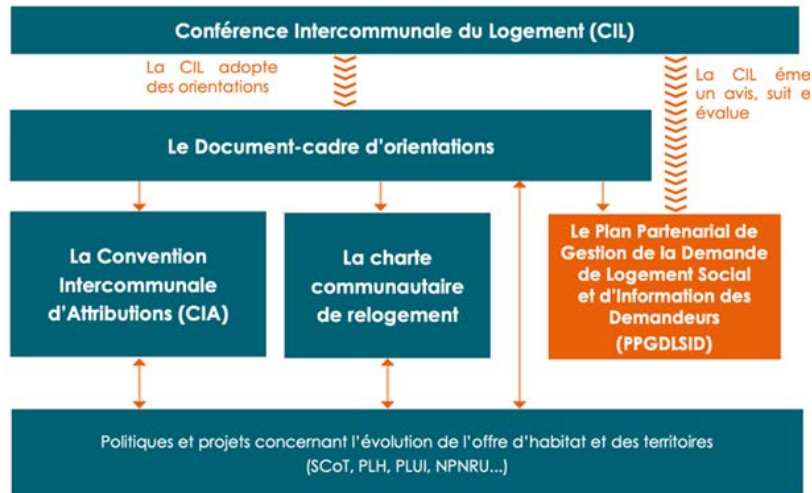 Conférence Intercommunale du Logement (CIL)
La CIL adopte
des orientations
La CIL éme
un avis, suit e
évalue
Le Document-cadre d'orientations
La Convention
Intercommunale
d'Attributions (CIA)
La charte
communautaire
de relogement
Le Plan Partenarial de
Gestion de la Demande
de Logement Social
et d'Information des
Demandeurs
(PPGDLSID)
Politiques et projets concernant l'évolution de l'offre d'habitat et des territoires
(SCoT, PLH, PLUI, NPNRU...)